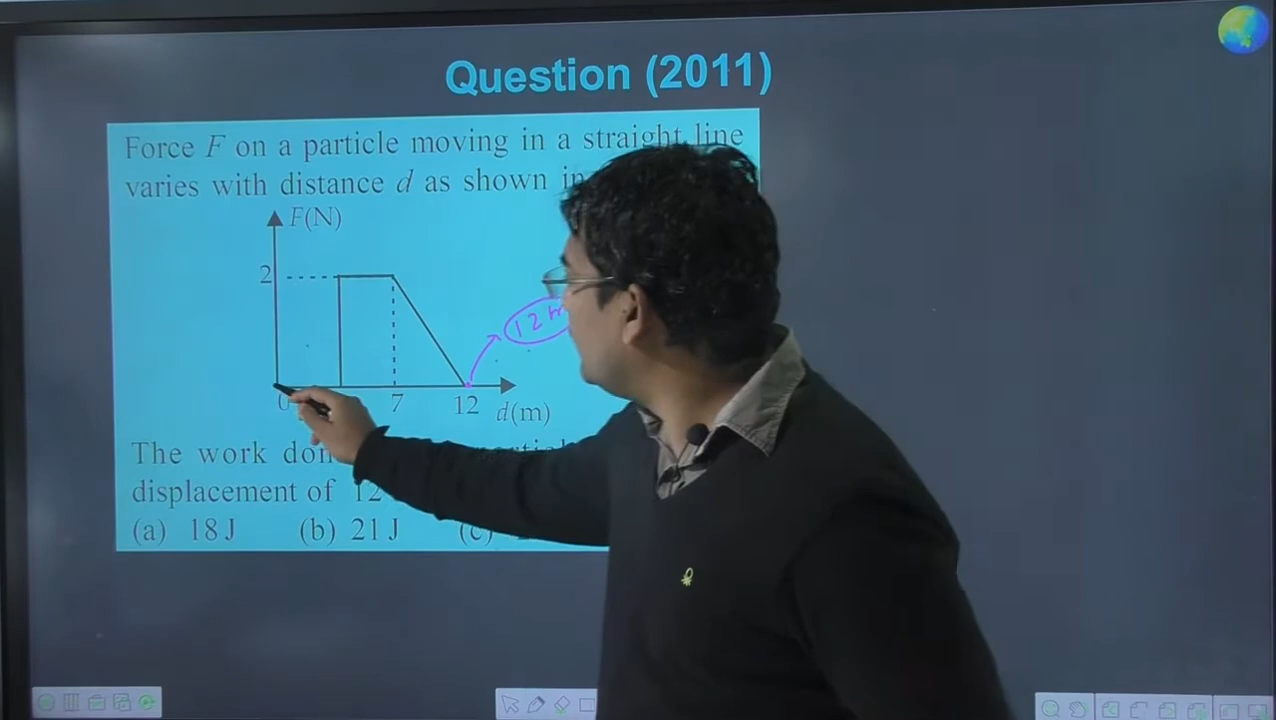 Question (2011)
Force F on a particle moving in a straight line
varies with distance d as shown in
F(N)
2
12
0
7
12
d(m)
The work
displacement of 12
(a) 18 J (b) 21 J (c)